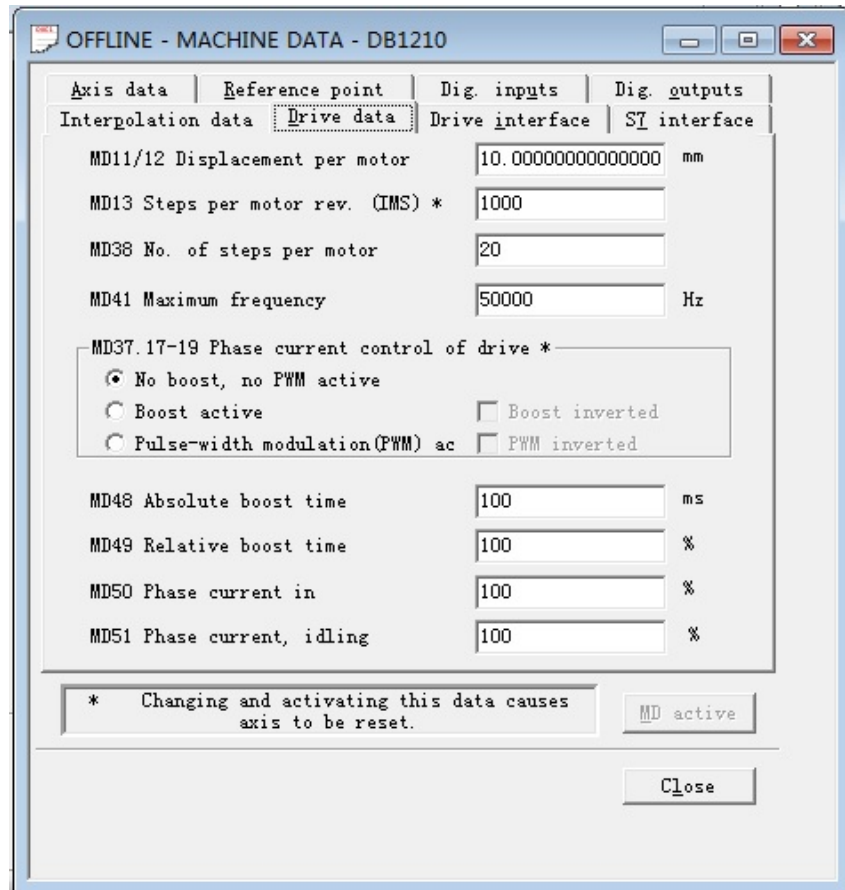 OFFLINE - MACHINE DATA - DB1210
Axis data Reference point Dig. inputs Dig. outputs
Interpolation data Drive data Drive interface S7 interface
MD11/12 Displacement per motor 10.00000000000000 mm
MD13 Steps per motor rev. (IMS) * 1000
MD38 No. of steps per motor 20
MD41 Maximum frequency 50000 Hz
MD37.17-19 Phase current control of drive *
No boost, no PWM active
Boost active Boost inverted
Pulse-width modulation(PWM) ac PWM inverted
MD48 Absolute boost time 100 ms
MD49 Relative boost time 100 %
MD50 Phase current in 100 %
MD51 Phase current, idling 100 %
* Changing and activating this data causes
axis to be reset.
MD active
Close